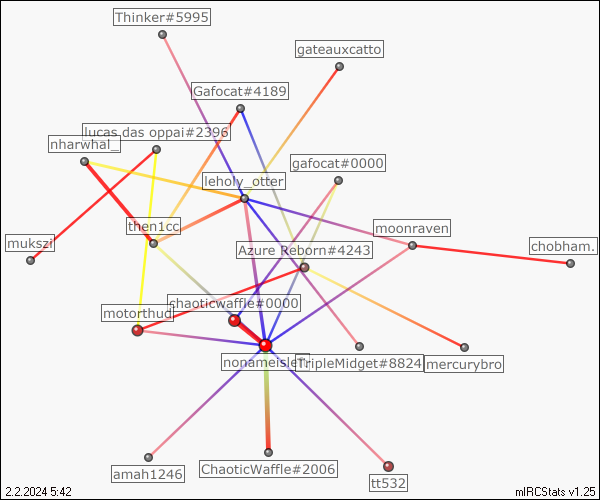 Thinker#5995
gateauxcatto
Gafocat#4189
lucas das oppai#2396
nharwhal_
gafocat#0000
leholy_otter
then1cc
moonraven
mukszi
Azure Reborn#4243
chobham.
chaoticwaffle#0000
motorthud
nonameisleft
TripleMidget#8824
mercurybro
amah1246
ChaoticWaffle#2006
tt532
2.2.2024 5:42
mIRCStats v1.25